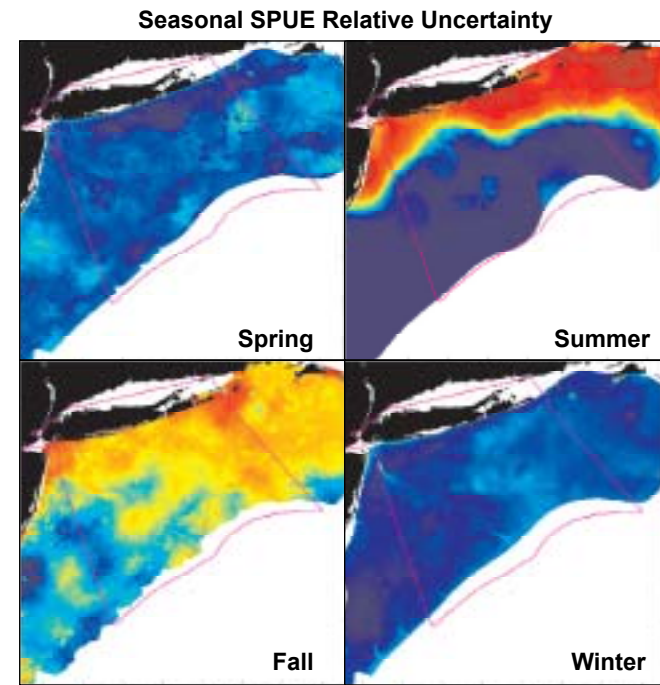 Seasonal SPUE Relative Uncertainty
Spring
Summer
Fall
Winter